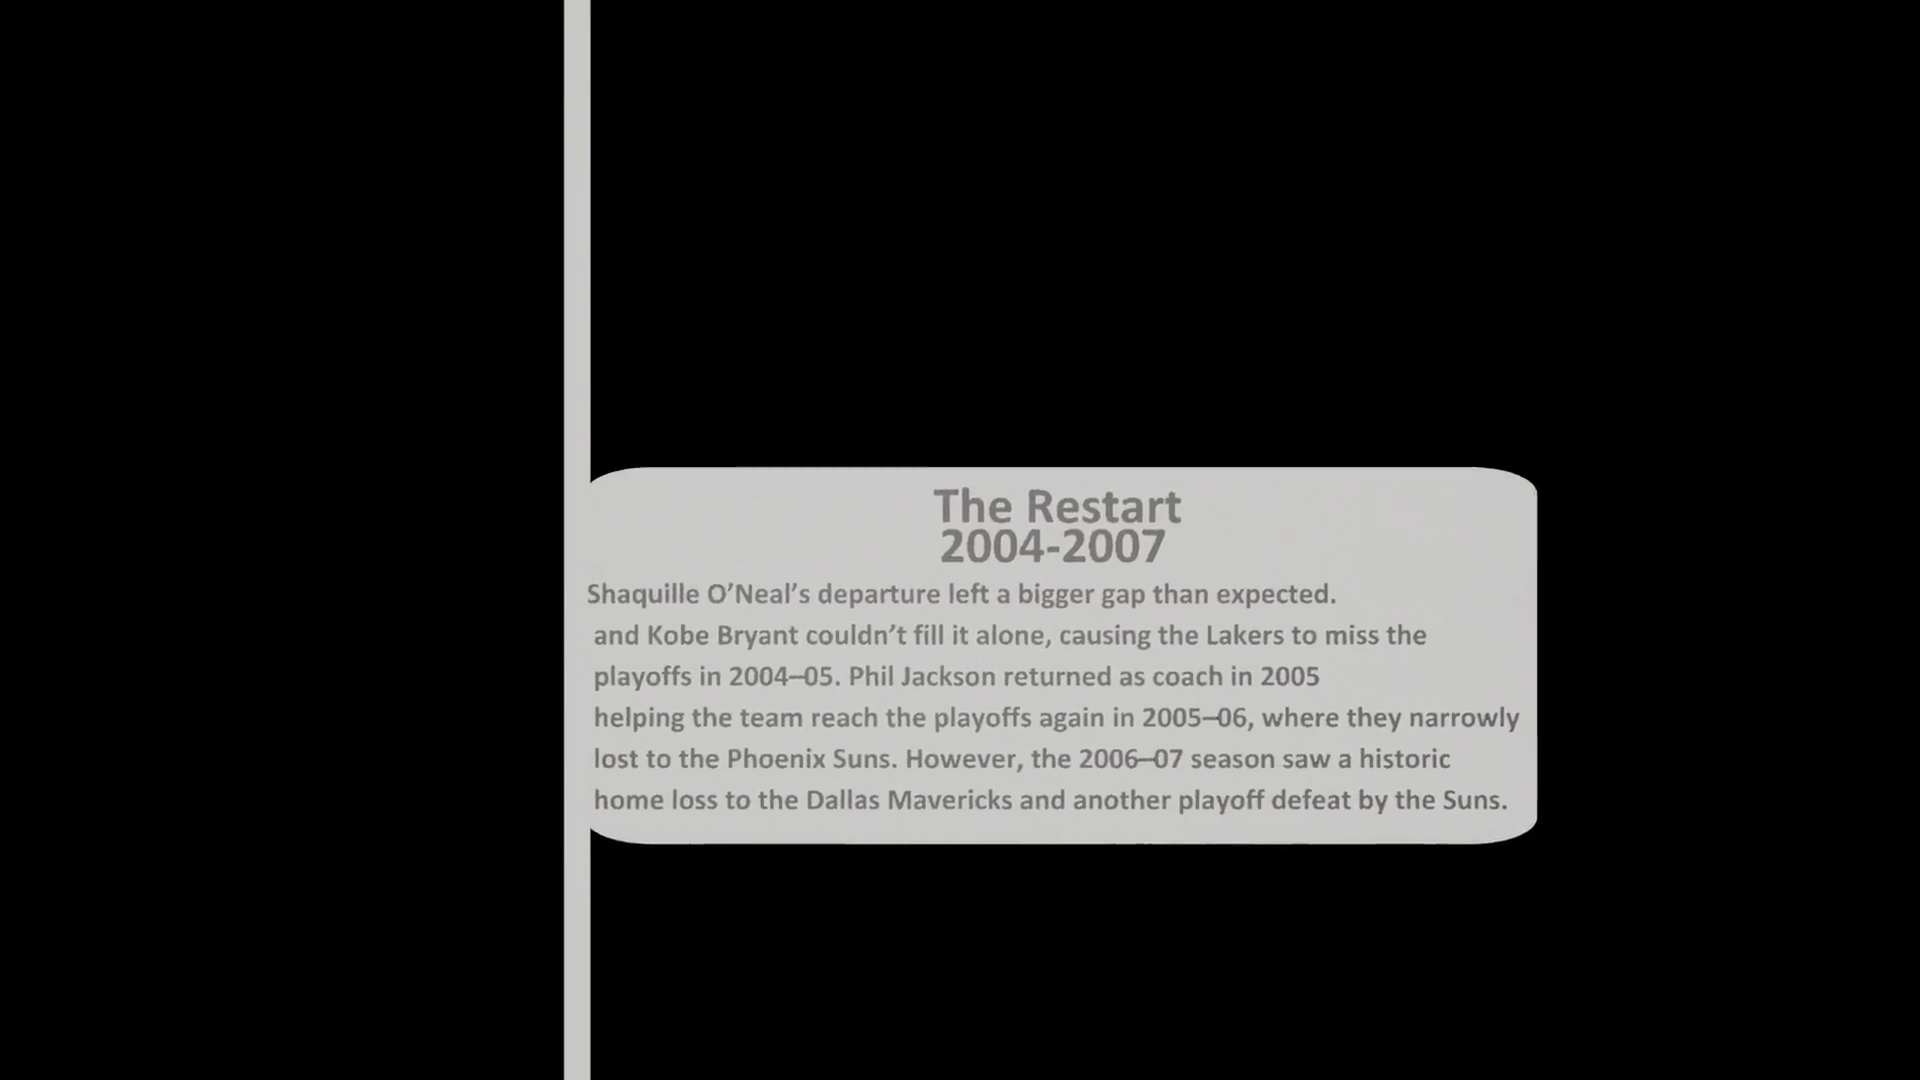 The Restart
2004-2007
Shaquille O’Neal’s departure left a bigger gap than expected.
and Kobe Bryant couldn’t fill it alone, causing the Lakers to miss the
playoffs in 2004–05. Phil Jackson returned as coach in 2005
helping the team reach the playoffs again in 2005–06, where they narrowly
lost to the Phoenix Suns. However, the 2006–07 season saw a historic
home loss to the Dallas Mavericks and another playoff defeat by the Suns.